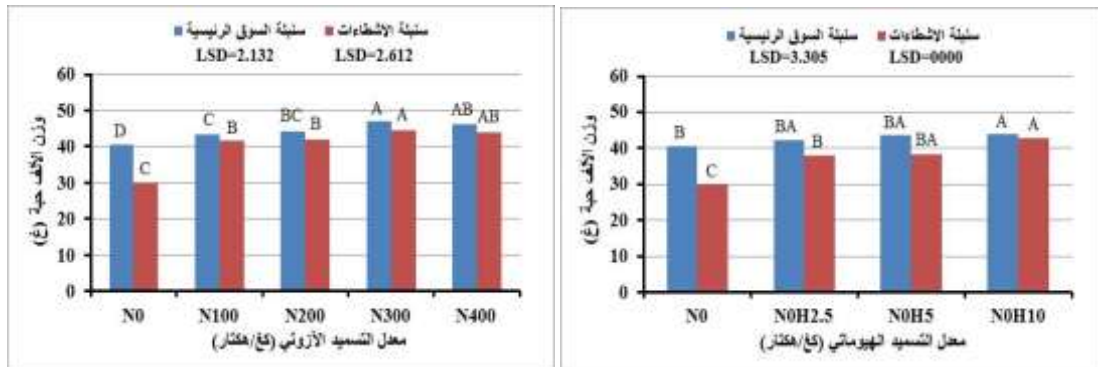 سنبلة السوق الرئيسية سنبلة الاشطاءات
LSD=2.132 LSD=2.612
60
50
40
30
20
10
0
وزن الألف حبة (غ)
D C C B BC B A A AB AB
N0 N100 N200 N300 N400
معدل التسميد الآزوتي (كغ/هكتار)
سنبلة السوق الرئيسية سنبلة الاشطاءات
LSD=3.305 LSD=0000
60
50
40
30
20
10
0
وزن الألف حبة (غ)
B C BA B BA BA A A
N0 N0H2.5 N0H5 N0H10
معدل التسميد الهيوماتي (كغ/هكتار)